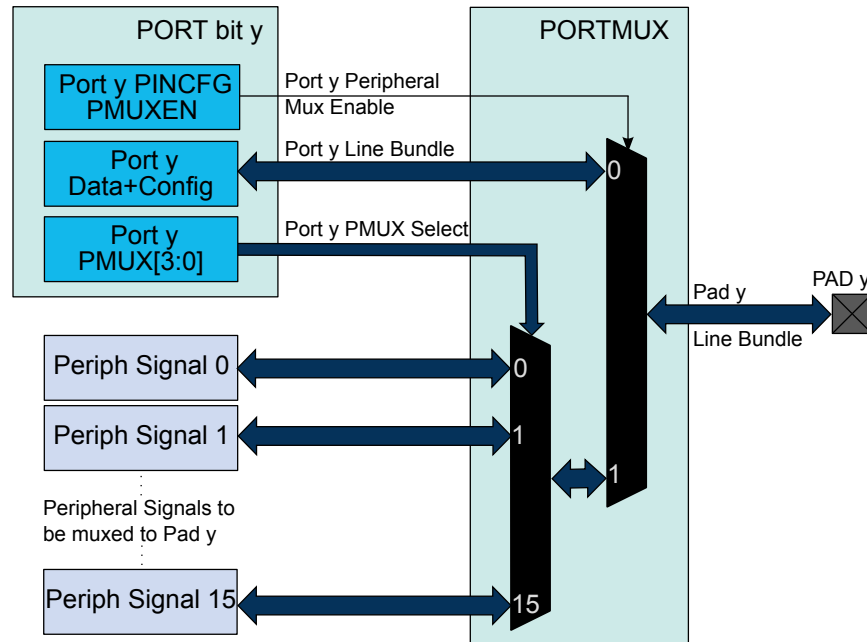 PORT bit y
PORTMUX
Port y PINCFG
PMUXEN
Port y Peripheral
Mux Enable
Port y
Data+Config
Port y Line Bundle
0
Port y
PMUX[3:0]
Port y PMUX Select
Pad y
Line Bundle
PAD y
Periph Signal 0
0
Periph Signal 1
1
1
Peripheral Signals to
be muxed to Pad y
Periph Signal 15
15